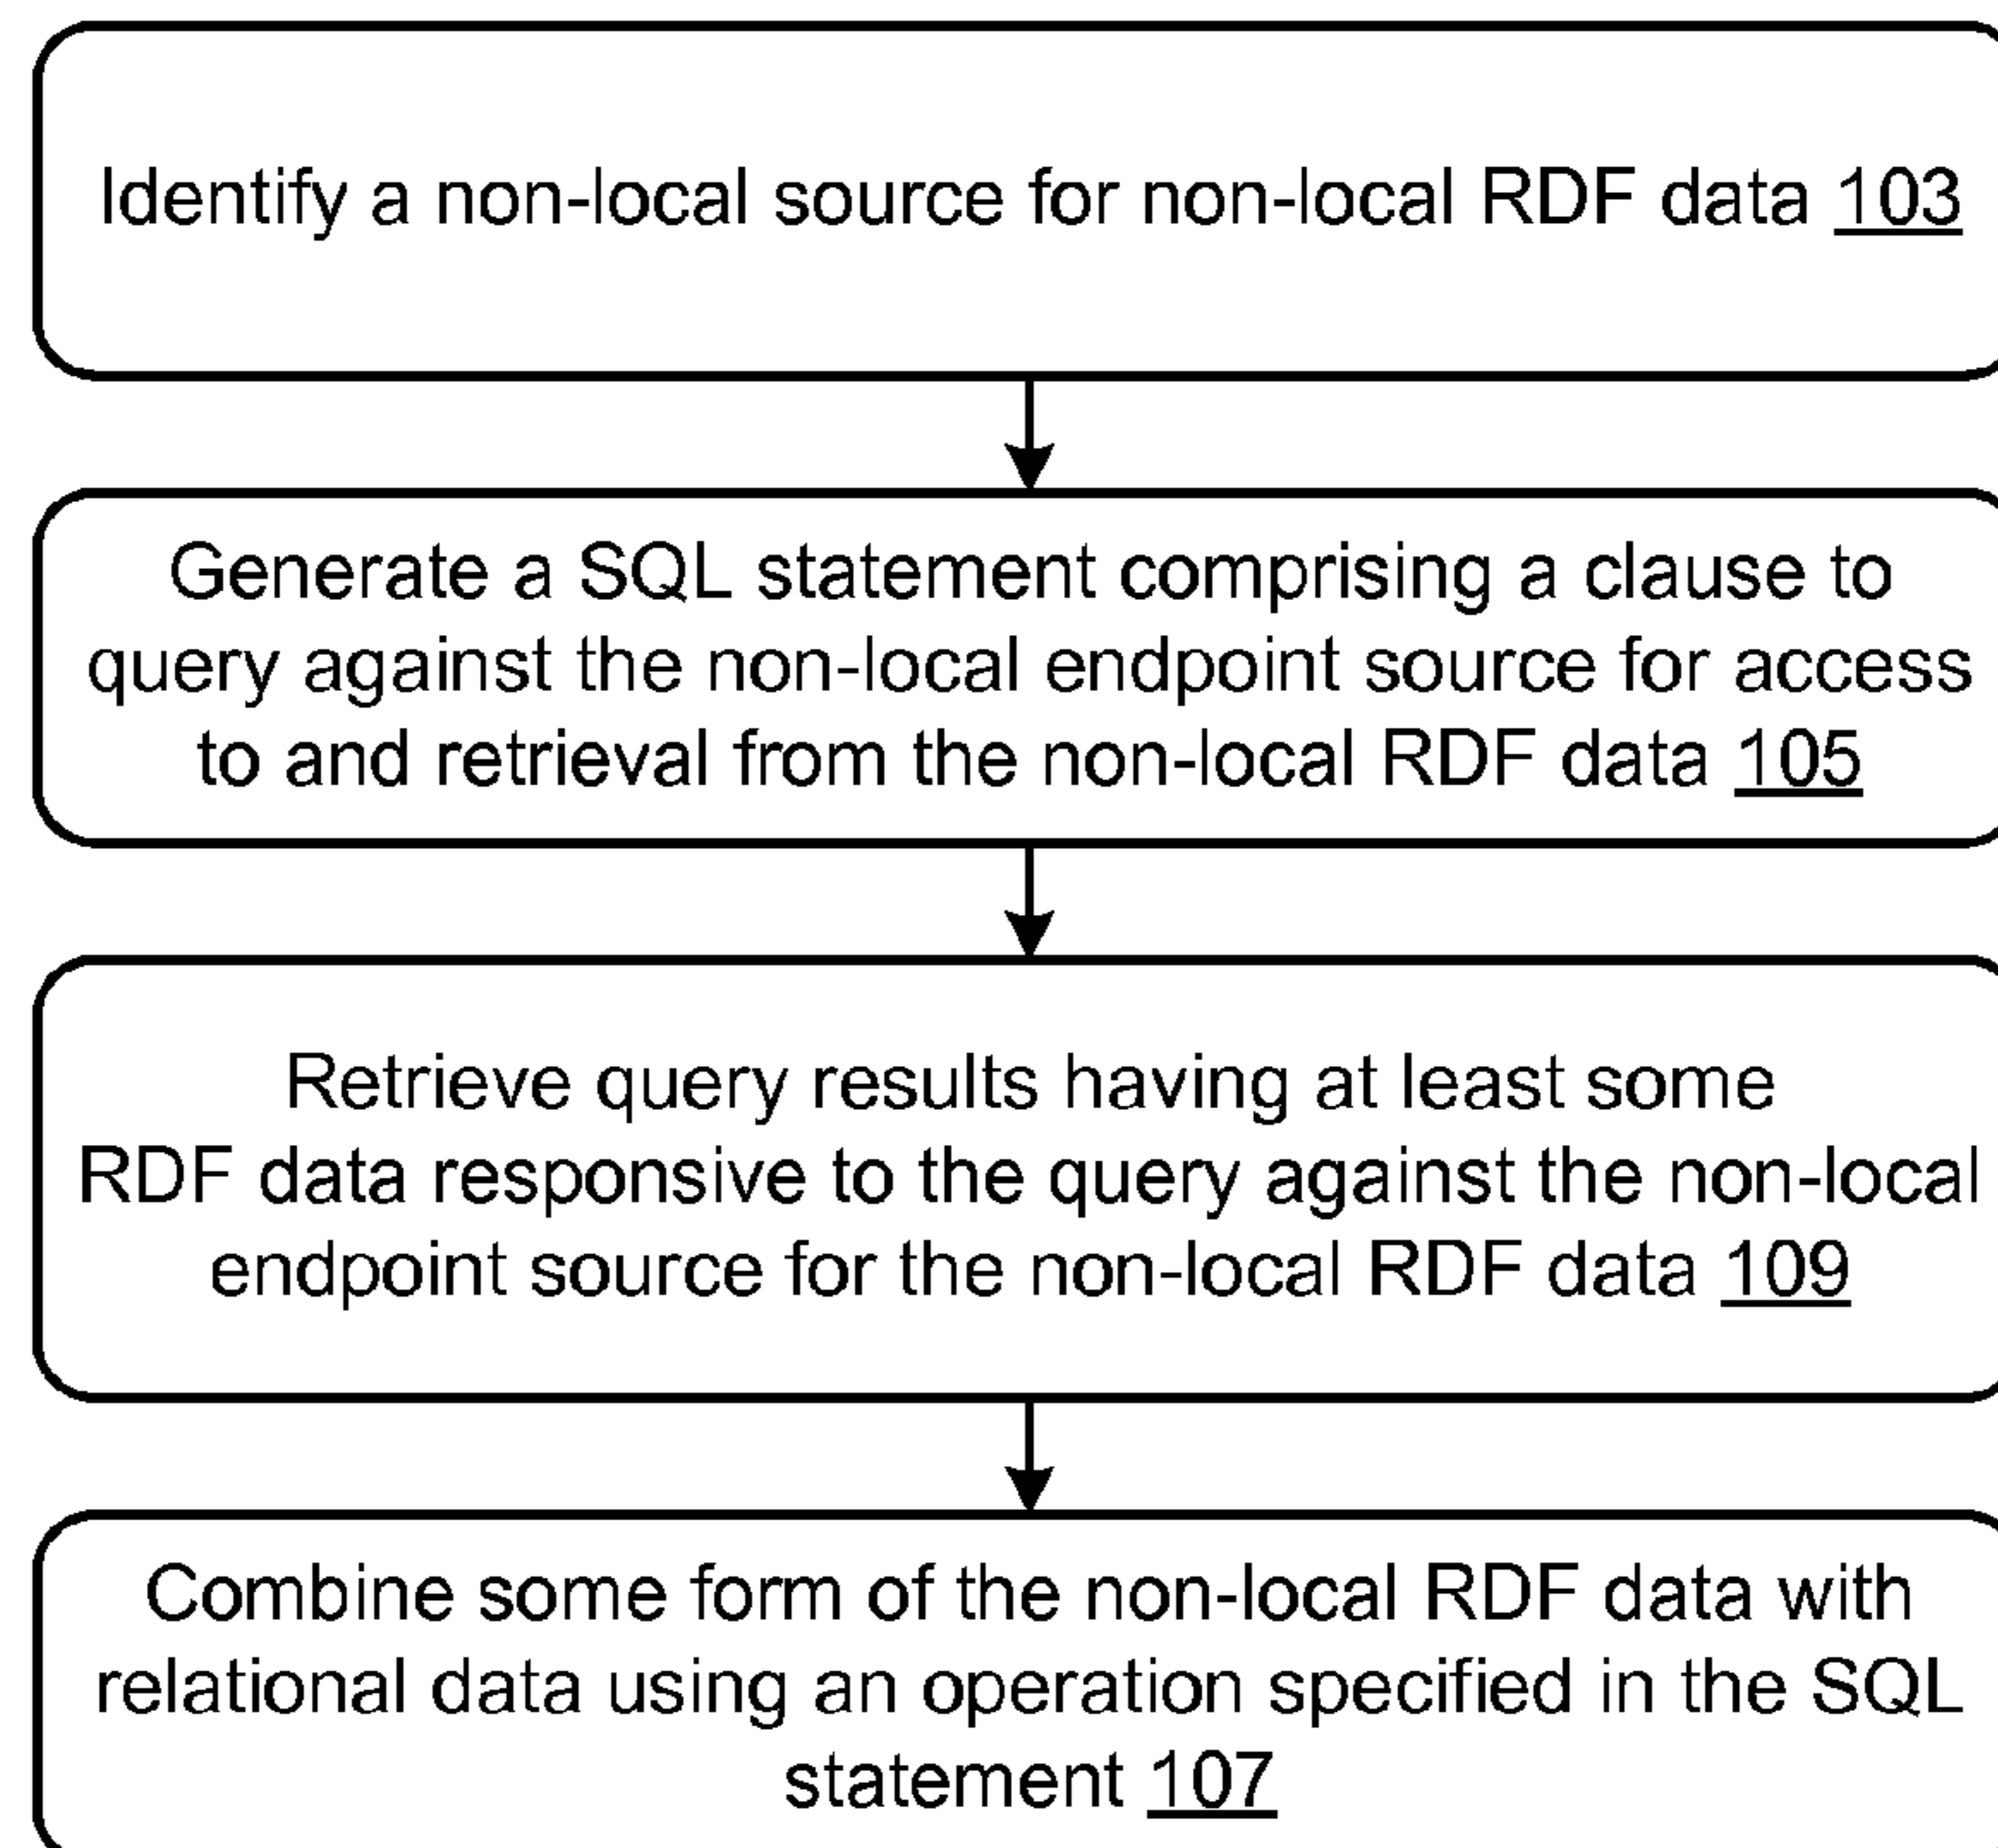 Identify a non-local source for non-local RDF data 103
Generate a SQL statement comprising a clause to
query against the non-local endpoint source for access
to and retrieval from the non-local RDF data 105
Retrieve query results having at least some
RDF data responsive to the query against the non-local
endpoint source for the non-local RDF data 109
Combine some form of the non-local RDF data with
relational data using an operation specified in the SQL
statement 107